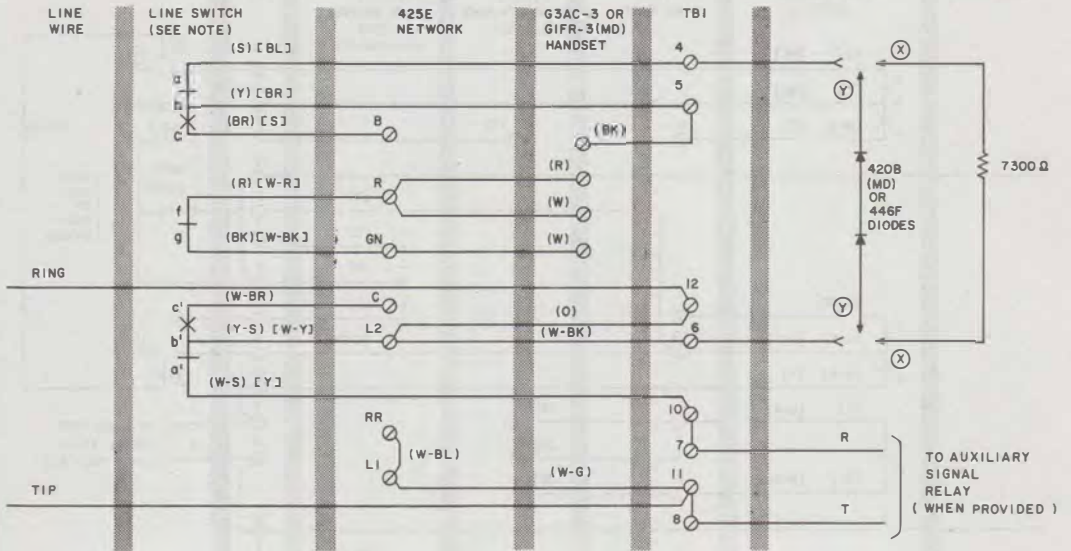 LINE
WIRE
LINE SWITCH
(SEE NOTE)
425E
NETWORK
G3AC-3 OR
GIFR-3(MD)
HANDSET
TB1
(S) [BL]
4
X
a
Y
5
(Y) [BR]
b
(BR) [S]
B
c
(BK)
(R)
(R) [W-R]
R
420B
(MD)
OR
446F
DIODES
7300 Ω
f
(W)
g
(BK) [W-BK]
GN
(W)
RING
12
(W-BR)
C
c'
(O)
Y
(Y-S) [W-Y]
L2
(W-BK)
6
b'
X
a'
(W-S) [Y]
RR
10
7
R
(W-BL)
TO AUXILIARY
SIGNAL
RELAY
(WHEN PROVIDED)
L1
(W-G)
11
TIP
T
8